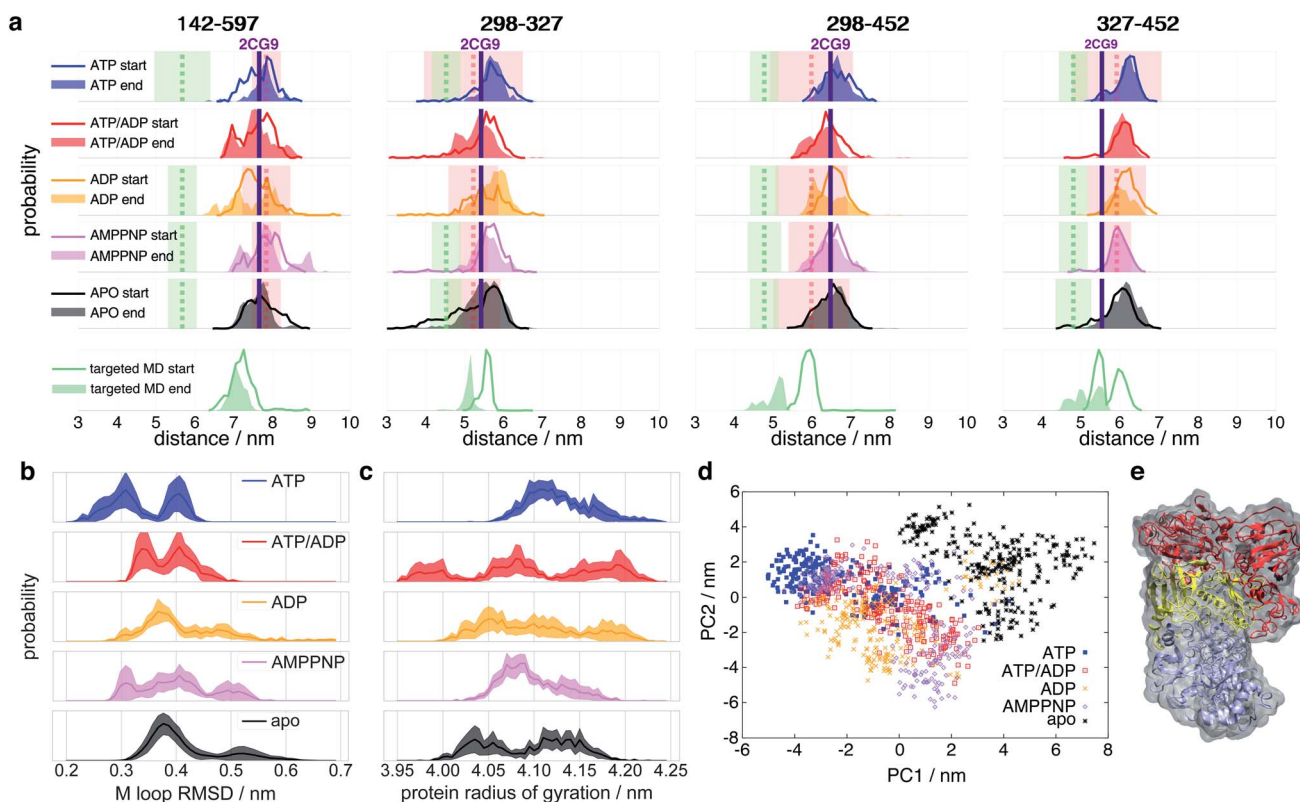 a
142-597
298-327
298-452
327-452
2CG9
2CG9
2CG9
2CG9
ATP start
ATP end
ATP/ADP start
ATP/ADP end
ADP start
ADP end
AMPPNP start
AMPPNP end
APO start
APO end
targeted MD start
targeted MD end
probability
3 4 5 6 7 8 9 10
3 4 5 6 7 8 9 10
3 4 5 6 7 8 9 10
3 4 5 6 7 8 9 10
distance / nm
distance / nm
distance / nm
distance / nm
b
ATP
ATP/ADP
ADP
AMPPNP
apo
probability
0.2 0.3 0.4 0.5 0.6 0.7
M loop RMSD / nm
c
3.95 4.00 4.05 4.10 4.15 4.20 4.25
protein radius of gyration / nm
d
6
4
2
0
-2
-4
-6
-8
PC2 / nm
ATP
ATP/ADP
ADP
AMPPNP
apo
-6 -4 -2 0 2 4 6 8
PC1 / nm
e